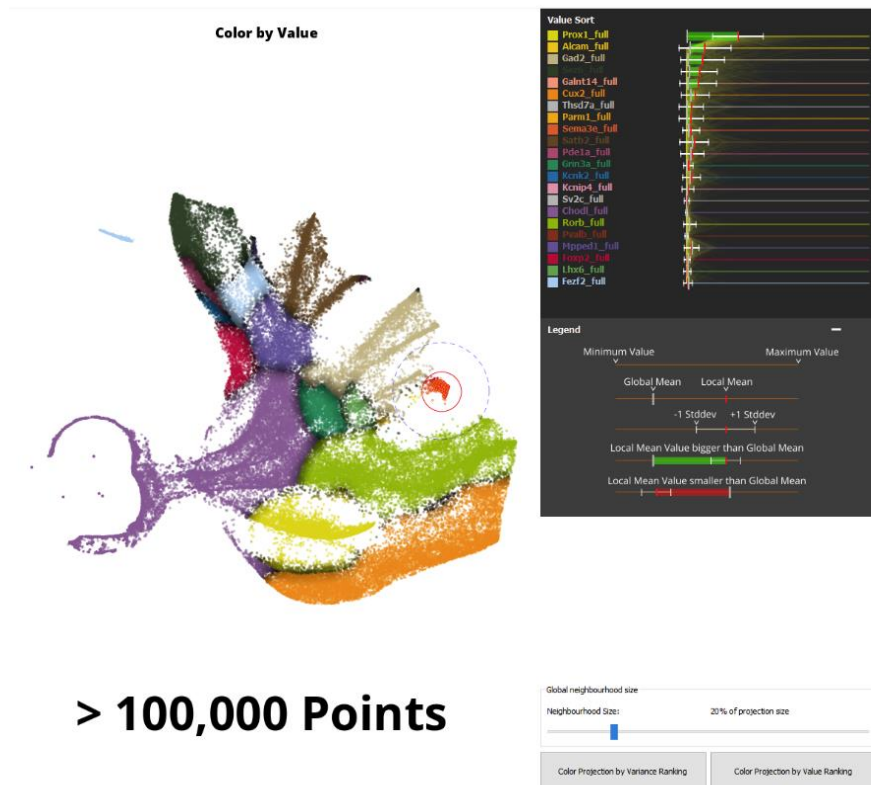 Color by Value
Value Sort
Prox1_full
Alcam_full
Gad2_full
Galnt14_full
Cux2_full
Thsd7a_full
Parm1_full
Sema3e_full
Satb2_full
Pde1a_full
Grin3a_full
Kcnk2_full
Kcnip4_full
Sv2c_full
Chodl_full
Rorb_full
Pvalb_full
Mpped1_full
Foxp2_full
Lhx6_full
Fezf2_full
Legend
Minimum Value Maximum Value
Global Mean Local Mean
-1 Stddev +1 Stddev
Local Mean Value bigger than Global Mean
Local Mean Value smaller than Global Mean
> 100,000 Points
Global neighbourhood size
Neighbourhood Size: 20% of projection size
Color Projection by Variance Ranking Color Projection by Value Ranking